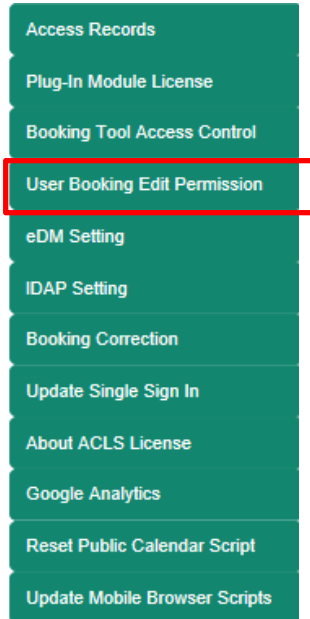 Access Records
Plug-In Module License
Booking Tool Access Control
User Booking Edit Permission
eDM Setting
IDAP Setting
Booking Correction
Update Single Sign In
About ACLS License
Google Analytics
Reset Public Calendar Script
Update Mobile Browser Scripts